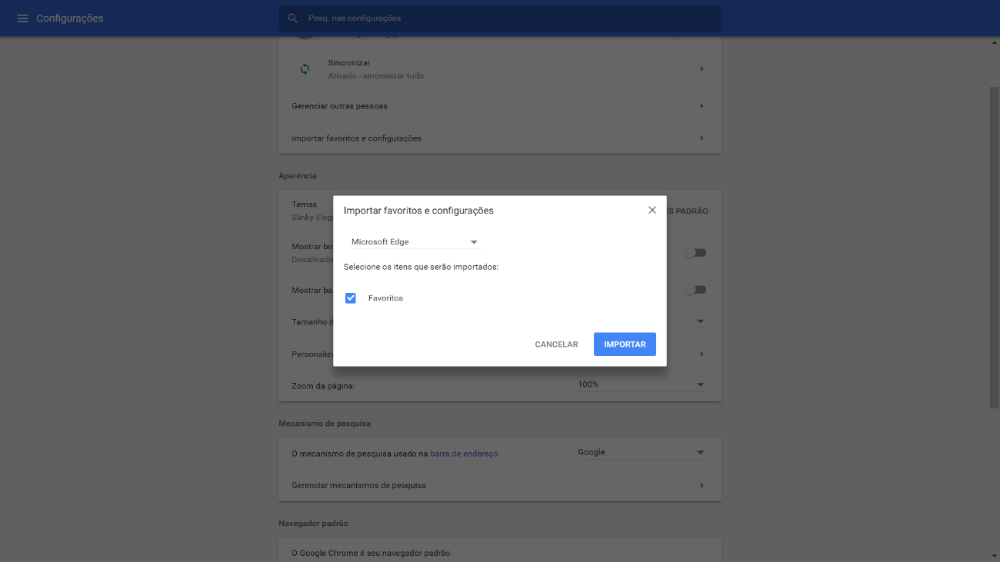 Configurações
Pesq. nas configurações
Sincronizar
Ativado - sincronizar tudo
Gerenciar outras pessoas
Importar favoritos e configurações
Aparência
Temas
Slinky Elega
ES PADRÃO
Importar favoritos e configurações
Microsoft Edge
Selecione os itens que serão importados:
Favoritos
CANCELAR
IMPORTAR
Mostrar bo
Desativado
Mostrar ba
Tamanho d
Personaliza
Zoom da página:
100%
Mecanismo de pesquisa
O mecanismo de pesquisa usado na barra de endereço
Google
Gerenciar mecanismos de pesquisa
Navegador padrão
O Google Chrome é seu navegador padrão